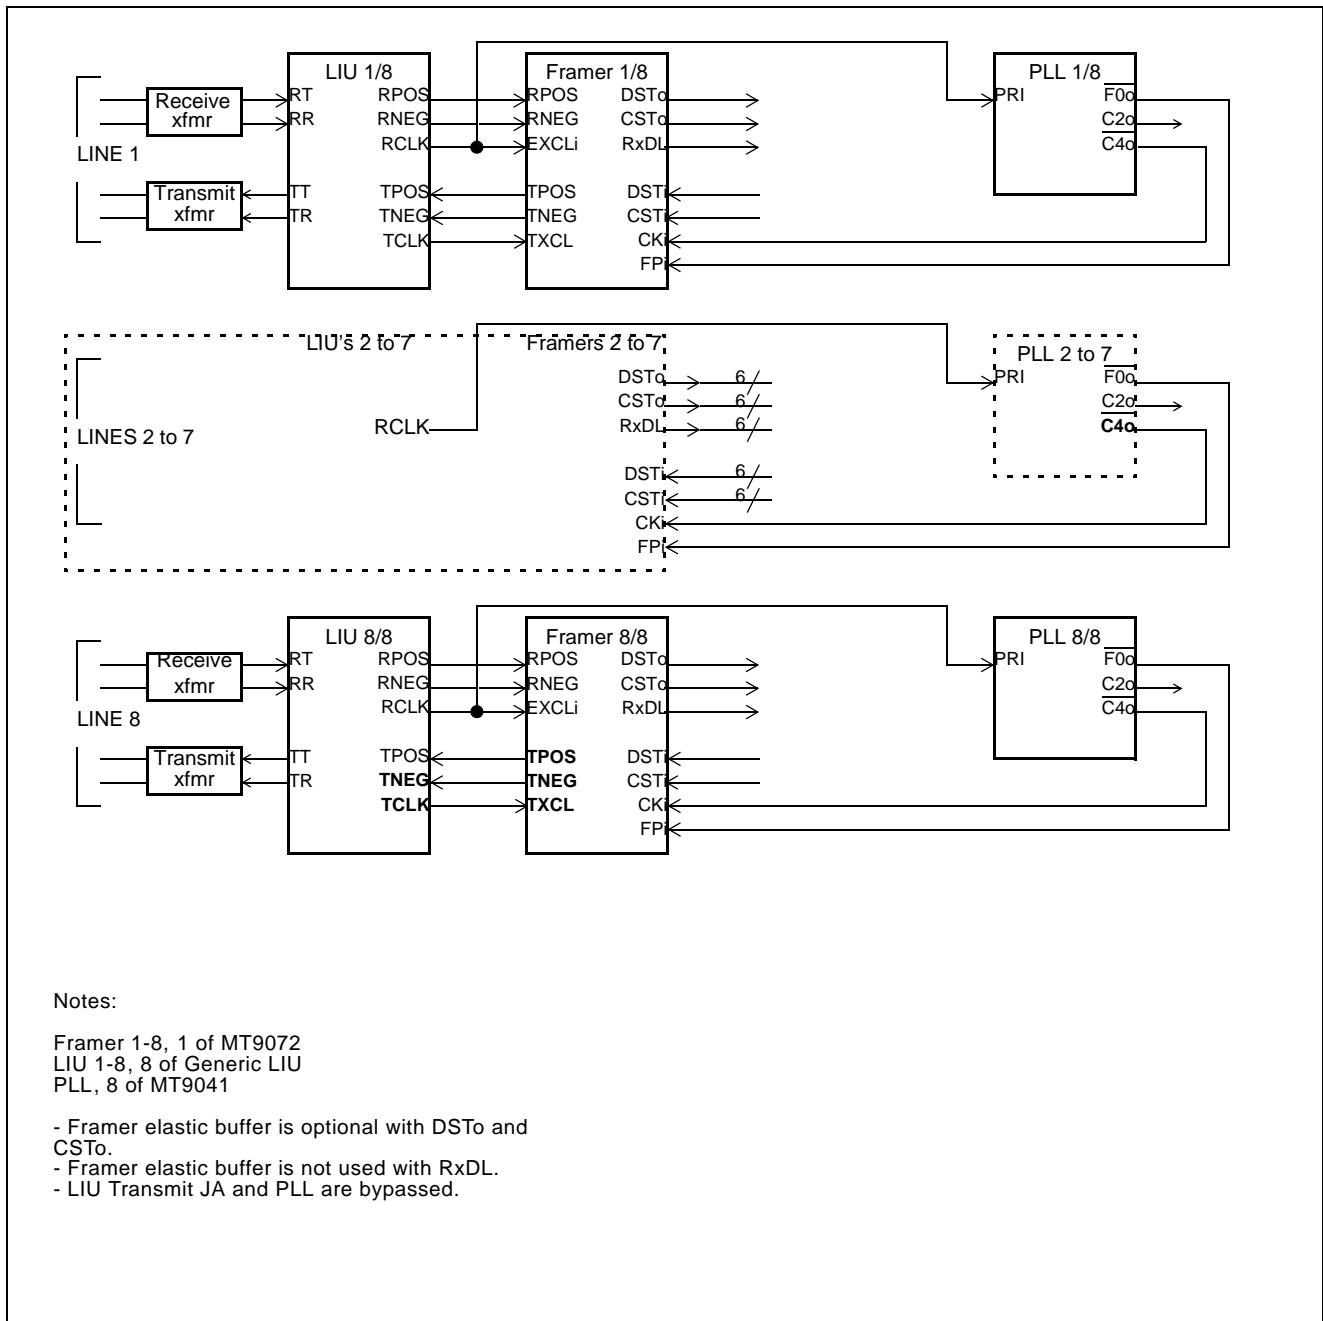 LIU 1/8
Framer 1/8
PLL 1/8
Receive
xfmr
RT
RR
RPOS
RNEG
RCLK
RPOS
RNEG
EXCLi
DSTo
CSTo
RxDL
PRI
F0o
C2o
C4o
LINE 1
Transmit
xfmr
TT
TR
TPOS
TNEG
TCLK
TPOS
TNEG
TXCL
DSTi
CSTi
CKi
FPi
LIU's 2 to 7
Framers 2 to 7
PLL 2 to 7
DSTo
6
CSTo
6
RxDL
6
PRI
F0o
C2o
C4o
LINES 2 to 7
RCLK
DSTi
6
CSTi
6
CKi
FPi
LIU 8/8
Framer 8/8
PLL 8/8
Receive
xfmr
RT
RR
RPOS
RNEG
RCLK
RPOS
RNEG
EXCLi
DSTo
CSTo
RxDL
PRI
F0o
C2o
C4o
LINE 8
Transmit
xfmr
TT
TR
TPOS
TNEG
TCLK
TPOS
TNEG
TXCL
DSTi
CSTi
CKi
FPi
Notes:
Framer 1-8, 1 of MT9072
LIU 1-8, 8 of Generic LIU
PLL, 8 of MT9041
- Framer elastic buffer is optional with DSTo and
CSTo.
- Framer elastic buffer is not used with RxDL.
- LIU Transmit JA and PLL are bypassed.